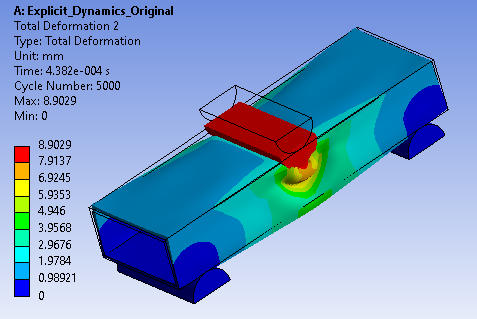 A: Explicit_Dynamics_Original
Total Deformation 2
Type: Total Deformation
Unit: mm
Time: 4.382e-004 s
Cycle Number: 5000
Max: 8.9029
Min: 0
8.9029
7.9137
6.9245
5.9353
4.946
3.9568
2.9676
1.9784
0.98921
0